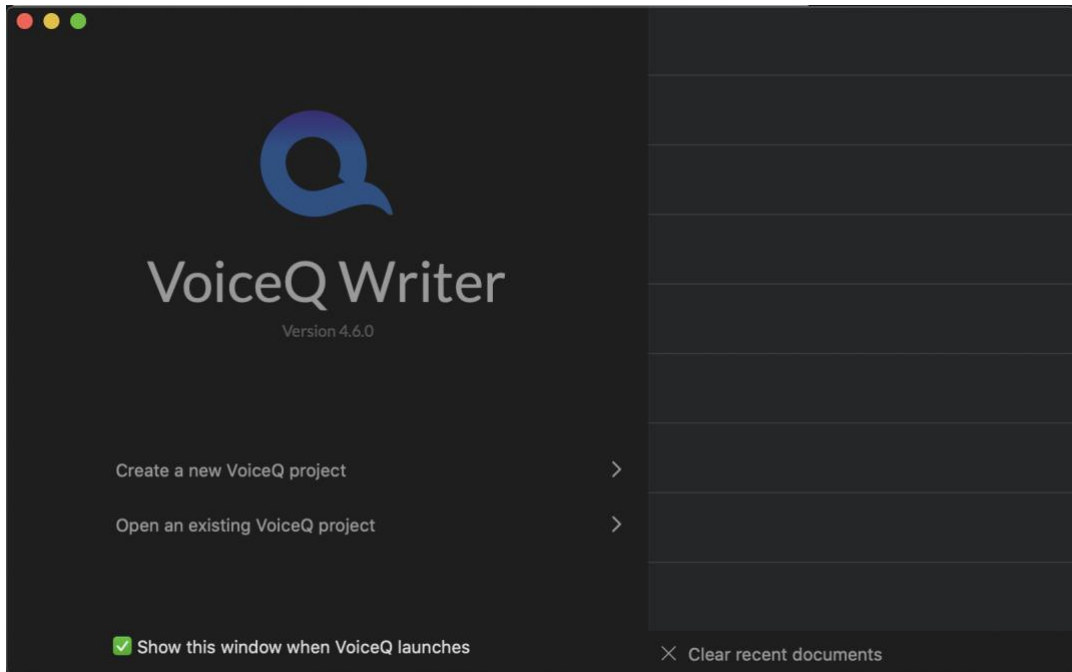 VoiceQ Writer
Version 4.6.0
Create a new VoiceQ project
Open an existing VoiceQ project
Show this window when VoiceQ launches
Clear recent documents